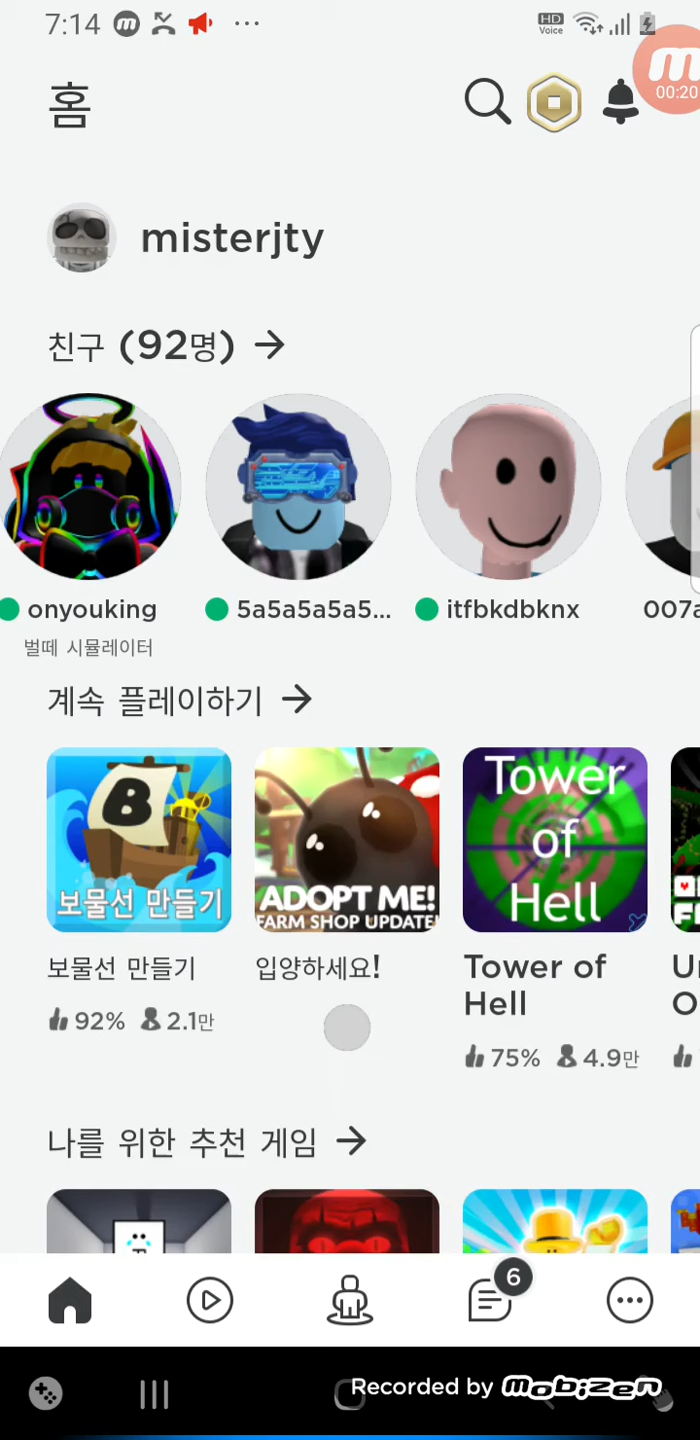 7:14
HD
Voice
00:20
홈
misterjty
친구 (92명)
onyouking
5a5a5a5a5...
itfbkdbknx
007a
벌떼 시뮬레이터
계속 플레이하기
B
보물선 만들기
ADOPT ME!
FARM SHOP UPDATE!
Tower
of
Hell
보물선 만들기
입양하세요!
Tower of
Hell
92% 2.1만
75% 4.9만
나를 위한 추천 게임
6
Recorded by mobizen